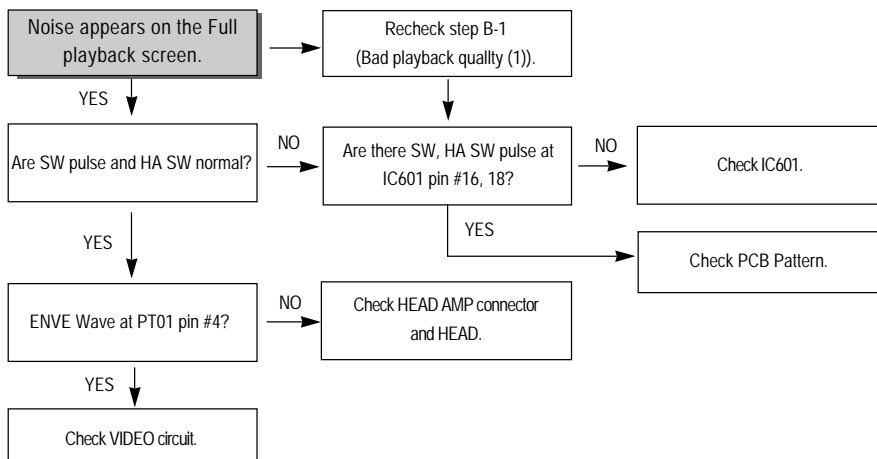 Noise appears on the Full
playback screen.
Recheck step B-1
(Bad playback quallty (1)).
YES
Are SW pulse and HA SW normal?
NO
Are there SW, HA SW pulse at
IC601 pin #16, 18?
NO
Check IC601.
YES
YES
Check PCB Pattern.
ENVE Wave at PT01 pin #4?
NO
Check HEAD AMP connector
and HEAD.
YES
Check VIDEO circuit.